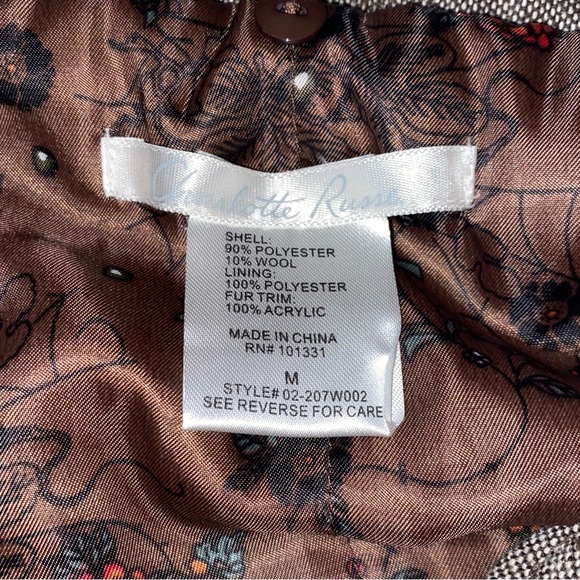 Charlotte Russe
SHELL:
90% POLYESTER
10% WOOL
LINING:
100% POLYESTER
FUR TRIM:
100% ACRYLIC
MADE IN CHINA
RN# 101331
M
STYLE# 02-207W002
SEE REVERSE FOR CARE